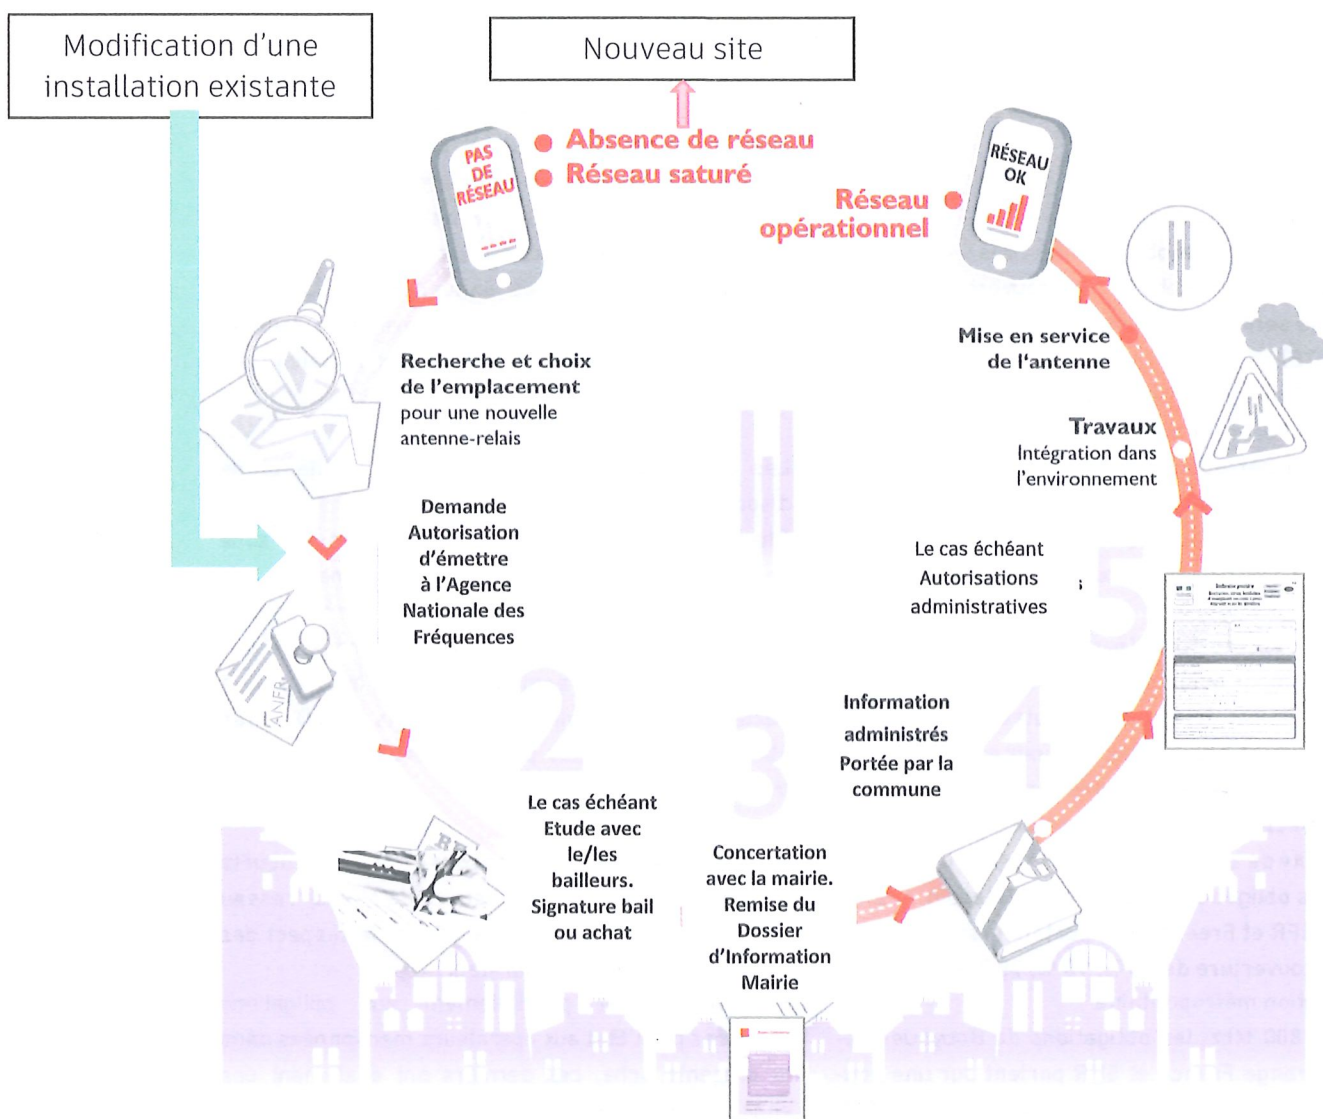 Modification d'une
installation existante
Nouveau site
Absence de réseau
Réseau saturé
PAS
DE
RÉSEAU
RÉSEAU
OK
Réseau
opérationnel
Recherche et choix
de l'emplacement
pour une nouvelle
antenne-relais
Demande
Autorisation
d'émettre
à l'Agence
Nationale des
Fréquences
ANFR
2
Le cas échéant
Etude avec
le/les
bailleurs.
Signature bail
ou achat
3
Concertation
avec la mairie.
Remise du
Dossier
d'Information
Mairie
4
Information
administrés
Portée par la
commune
5
Le cas échéant
Autorisations
administratives
;
Travaux
Intégration dans
l'environnement
Mise en service
de l'antenne